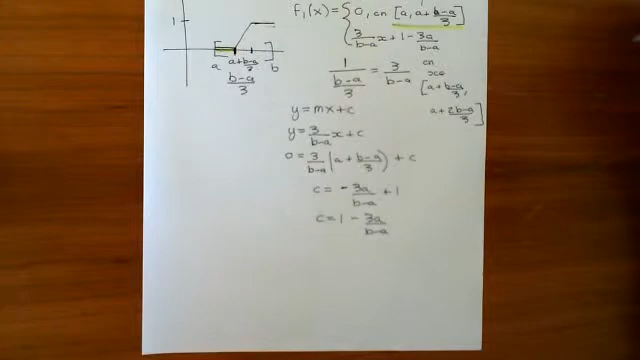 1
[ ]
a a+b-a/3 b
b-a/3
F₁(x) = { 0, on [a, a+b-a/3]
3/b-a x + 1 - 3a/b-a
on
[a+b-a/3,
a+2b-a/3]
1/(b-a/3) = 3/b-a
y = mx+c
y = 3/b-a x + c
0 = 3/b-a (a + b-a/3) + c
c = -3a/b-a + 1
c = 1 - 3a/b-a